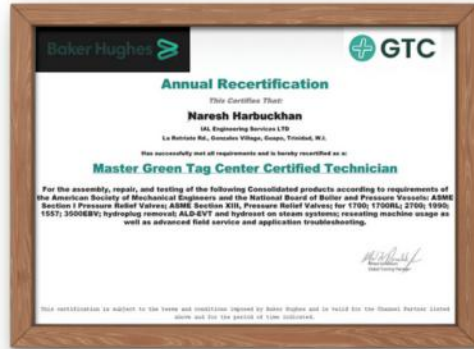 Baker Hughes
GTC
Annual Recertification
This Certifies That:
Naresh Harbuckhan
IAL Engineering Services LTD
La Retraite Rd., Gonzales Village, Guapo, Trinidad, W.I.
Has successfully met all requirements and is hereby recertified as a:
Master Green Tag Center Certified Technician
For the assembly, repair, and testing of the following Consolidated products according to requirements of
the American Society of Mechanical Engineers and the National Board of Boiler and Pressure Vessels: ASME
Section I Pressure Relief Valves; ASME Section XIII, Pressure Relief Valves; for 1700; 1700RL; 2700; 1990;
1557; 3500EBV; hydroplug removal; ALD-EVT and hydroset on steam systems; reseating machine usage as
well as advanced field service and application troubleshooting.
Global Training Manager
This certification is subject to the terms and conditions imposed by Baker Hughes and is valid for the Channel Partner listed
above and for the period of time indicated.